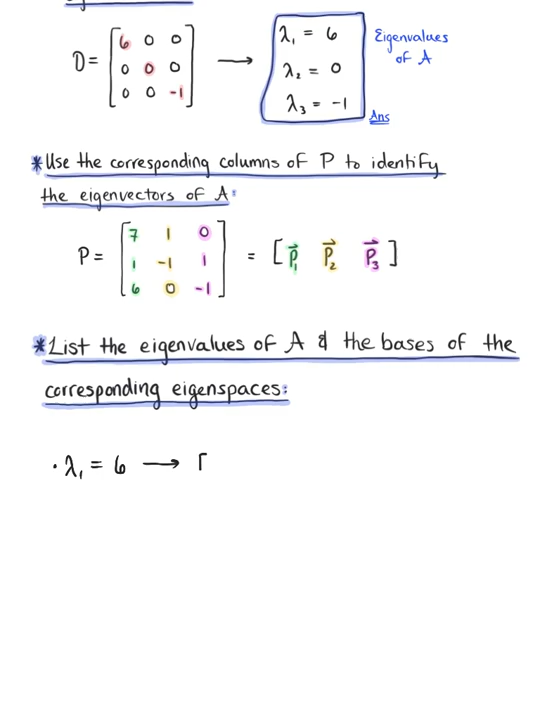 D = [6 0 0; 0 0 0; 0 0 -1] → λ₁ = 6 λ₂ = 0 λ₃ = -1 Eigenvalues of A
Ans
*Use the corresponding columns of P to identify
the eigenvectors of A:
P = [7 1 0; 1 -1 1; 6 0 -1] = [P⃗₁ P⃗₂ P⃗₃]
*List the eigenvalues of A & the bases of the
corresponding eigenspaces:
· λ₁ = 6 → [